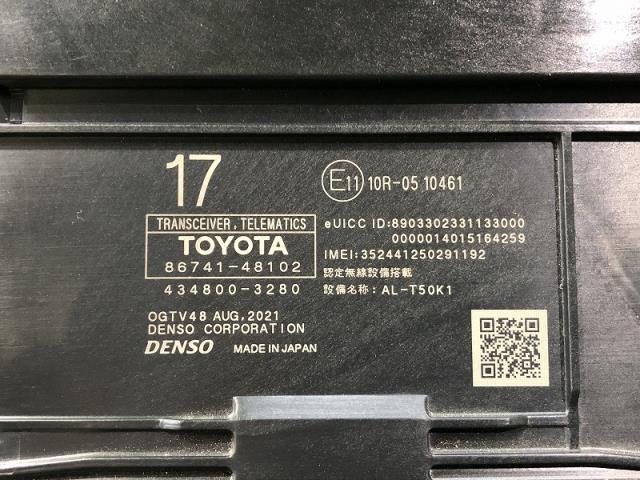 17
E11 10R-05 10461
TRANSCEIVER, TELEMATICS
TOYOTA
86741-48102
434800-3280
eUICC ID:8903302331133000
0000014015164259
IMEI:352441250291192
認定無線設備搭載
設備名称: AL-T50K1
OGTV48 AUG,2021
DENSO CORPORATION
DENSO MADE IN JAPAN